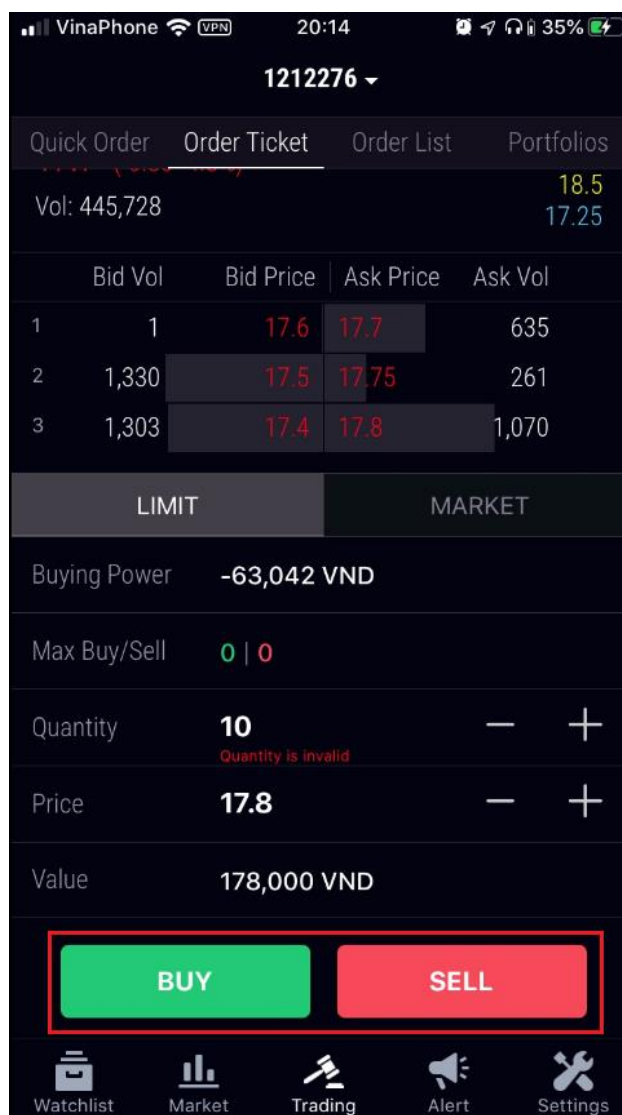 VinaPhone VPN 20:14 35%
1212276
Quick Order Order Ticket Order List Portfolios
18.5
Vol: 445,728 17.25
Bid Vol Bid Price Ask Price Ask Vol
1 1 17.6 17.7 635
2 1,330 17.5 17.75 261
3 1,303 17.4 17.8 1,070
LIMIT MARKET
Buying Power -63,042 VND
Max Buy/Sell 0 | 0
Quantity 10 − +
Quantity is invalid
Price 17.8 − +
Value 178,000 VND
BUY SELL
Watchlist Market Trading Alert Settings